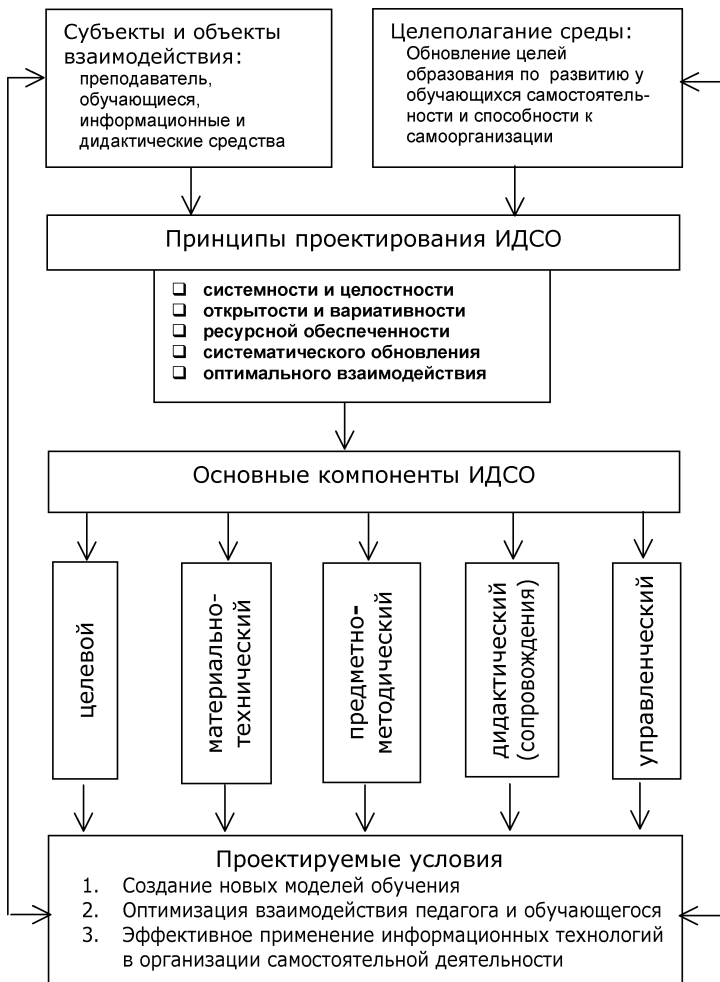 Субъекты и объекты
взаимодействия:
преподаватель,
обучающиеся,
информационные и
дидактические средства
Целеполагание среды:
Обновление целей
образования по развитию у
обучающихся самостоятель-
ности и способности к
самоорганизации
Принципы проектирования ИДСО
системности и целостности
открытости и вариативности
ресурсной обеспеченности
систематического обновления
оптимального взаимодействия
Основные компоненты ИДСО
целевой
материально-
технический
предметно-
методический
дидактический
(сопровождения)
управленческий
Проектируемые условия
1. Создание новых моделей обучения
2. Оптимизация взаимодействия педагога и обучающегося
3. Эффективное применение информационных технологий
в организации самостоятельной деятельности